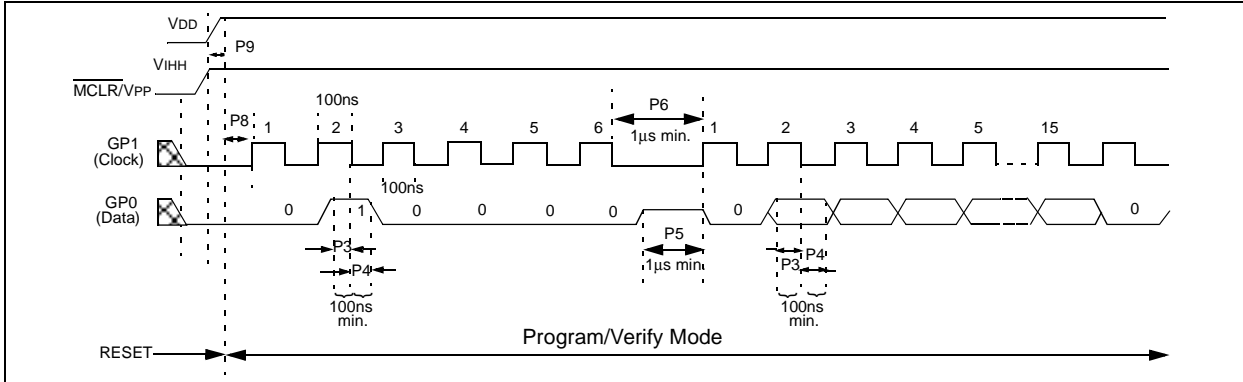 VDD
P9
VIHH
MCLR/VPP
100ns
P6
P8
1 2 3 4 5 6 1 2 3 4 5 15
1μs min.
GP1
(Clock)
100ns
GP0
(Data)
0 1 0 0 0 0 0 0
P5
P3
P4
1μs min.
P4
P3
100ns
min.
100ns
min.
Program/Verify Mode
RESET